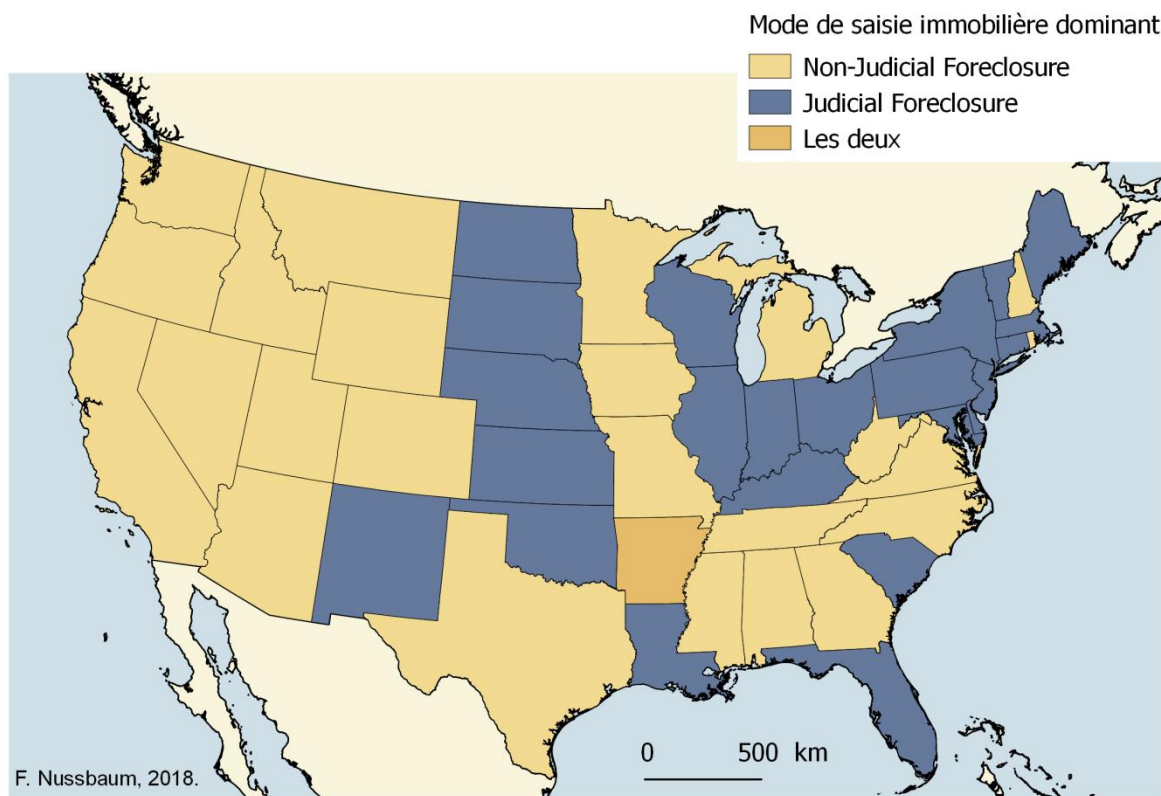 Mode de saisie immobilière dominant
Non-Judicial Foreclosure
Judicial Foreclosure
Les deux
0 500 km
F. Nussbaum, 2018.